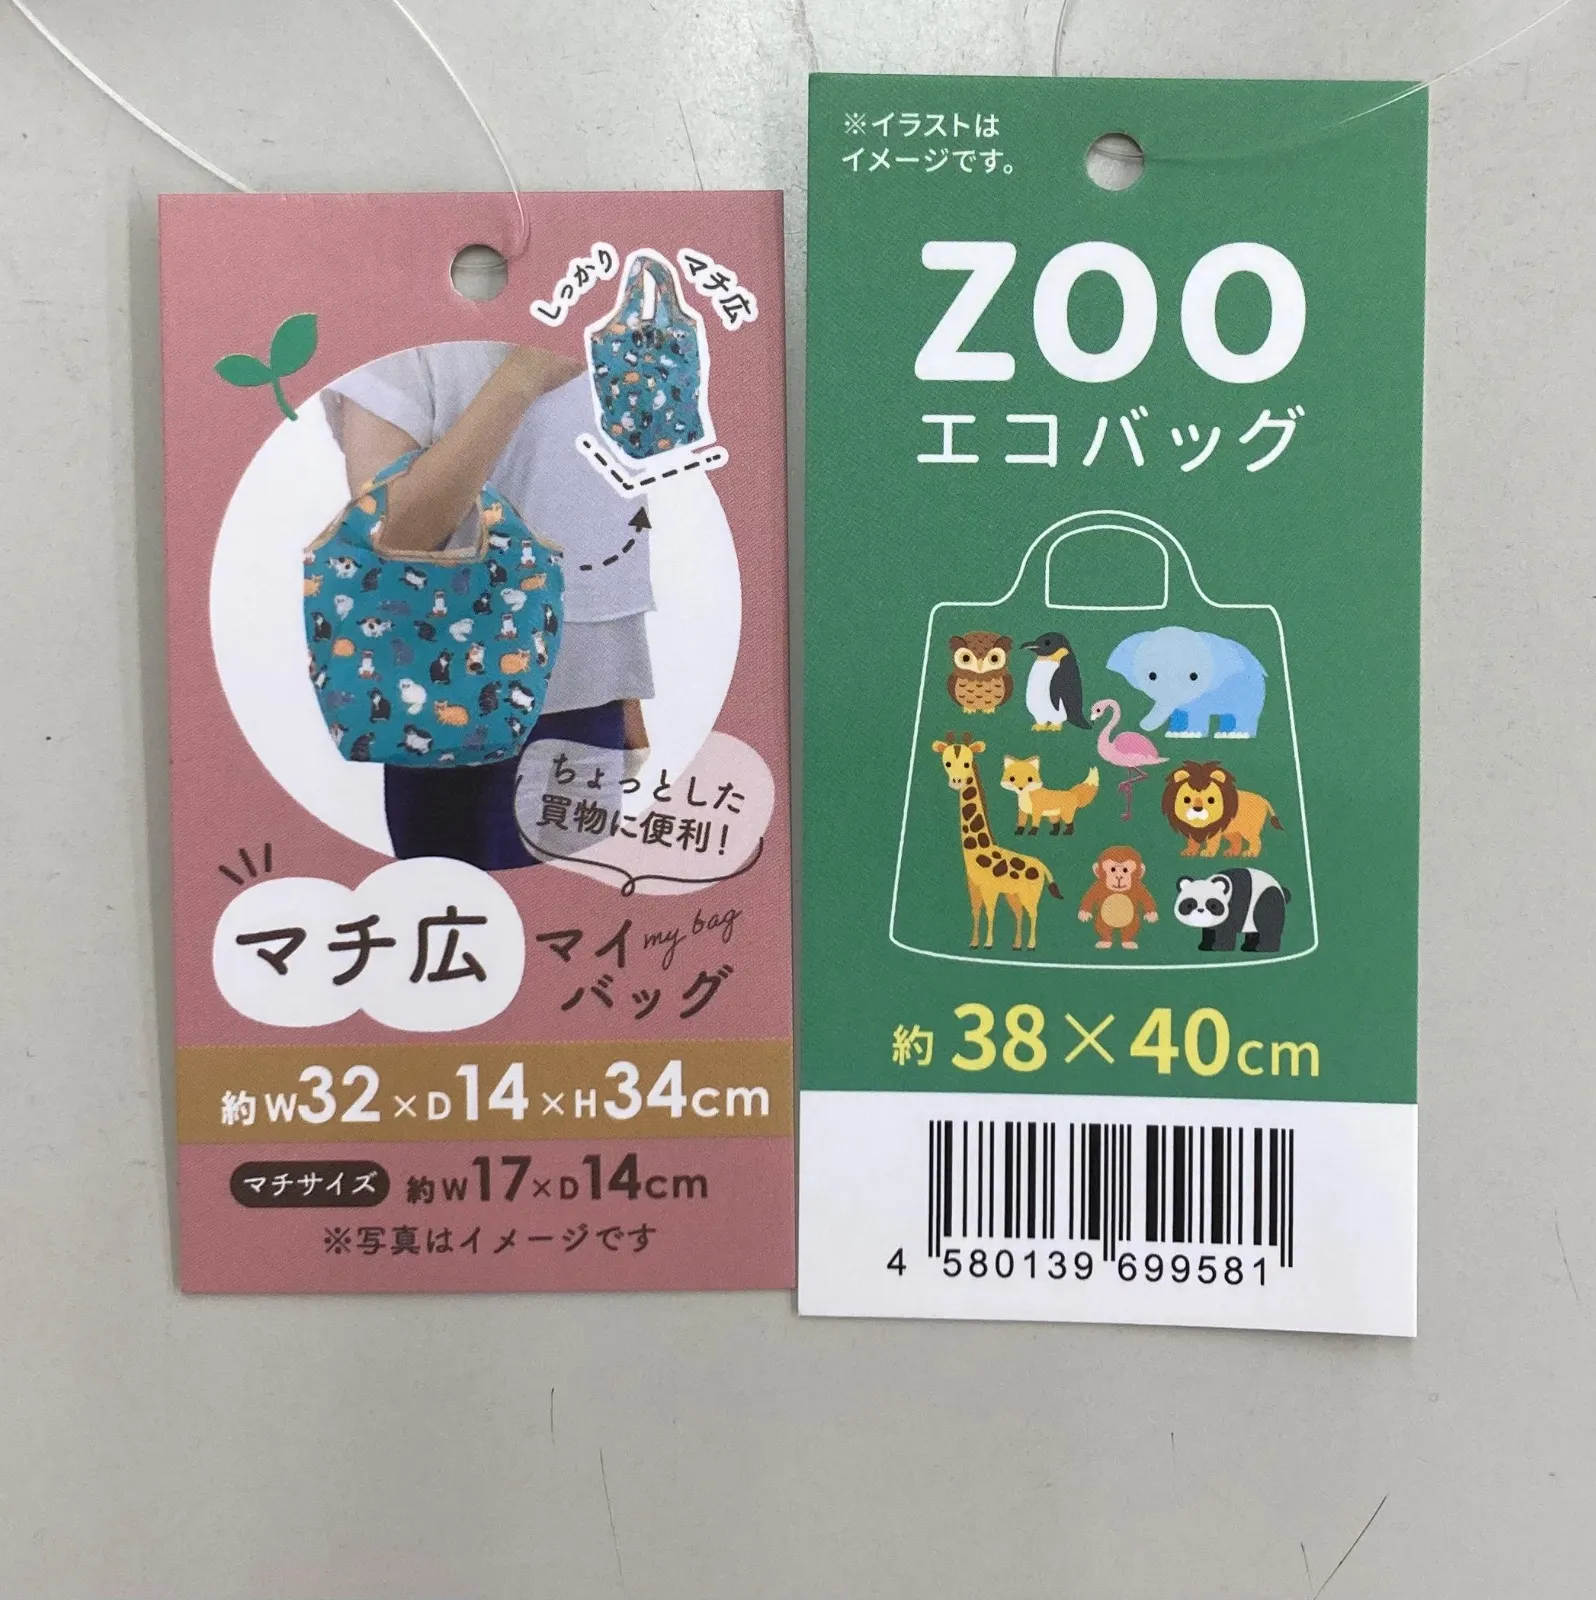 しっかり
マチ広
ちょっとした
買物に便利!
マチ広
マイ
my bag
バッグ
約W32×D14×H34cm
マチサイズ 約W17×D14cm
※写真はイメージです
※イラストは
イメージです。
ZOO
エコバッグ
約38×40cm
4 580139 699581